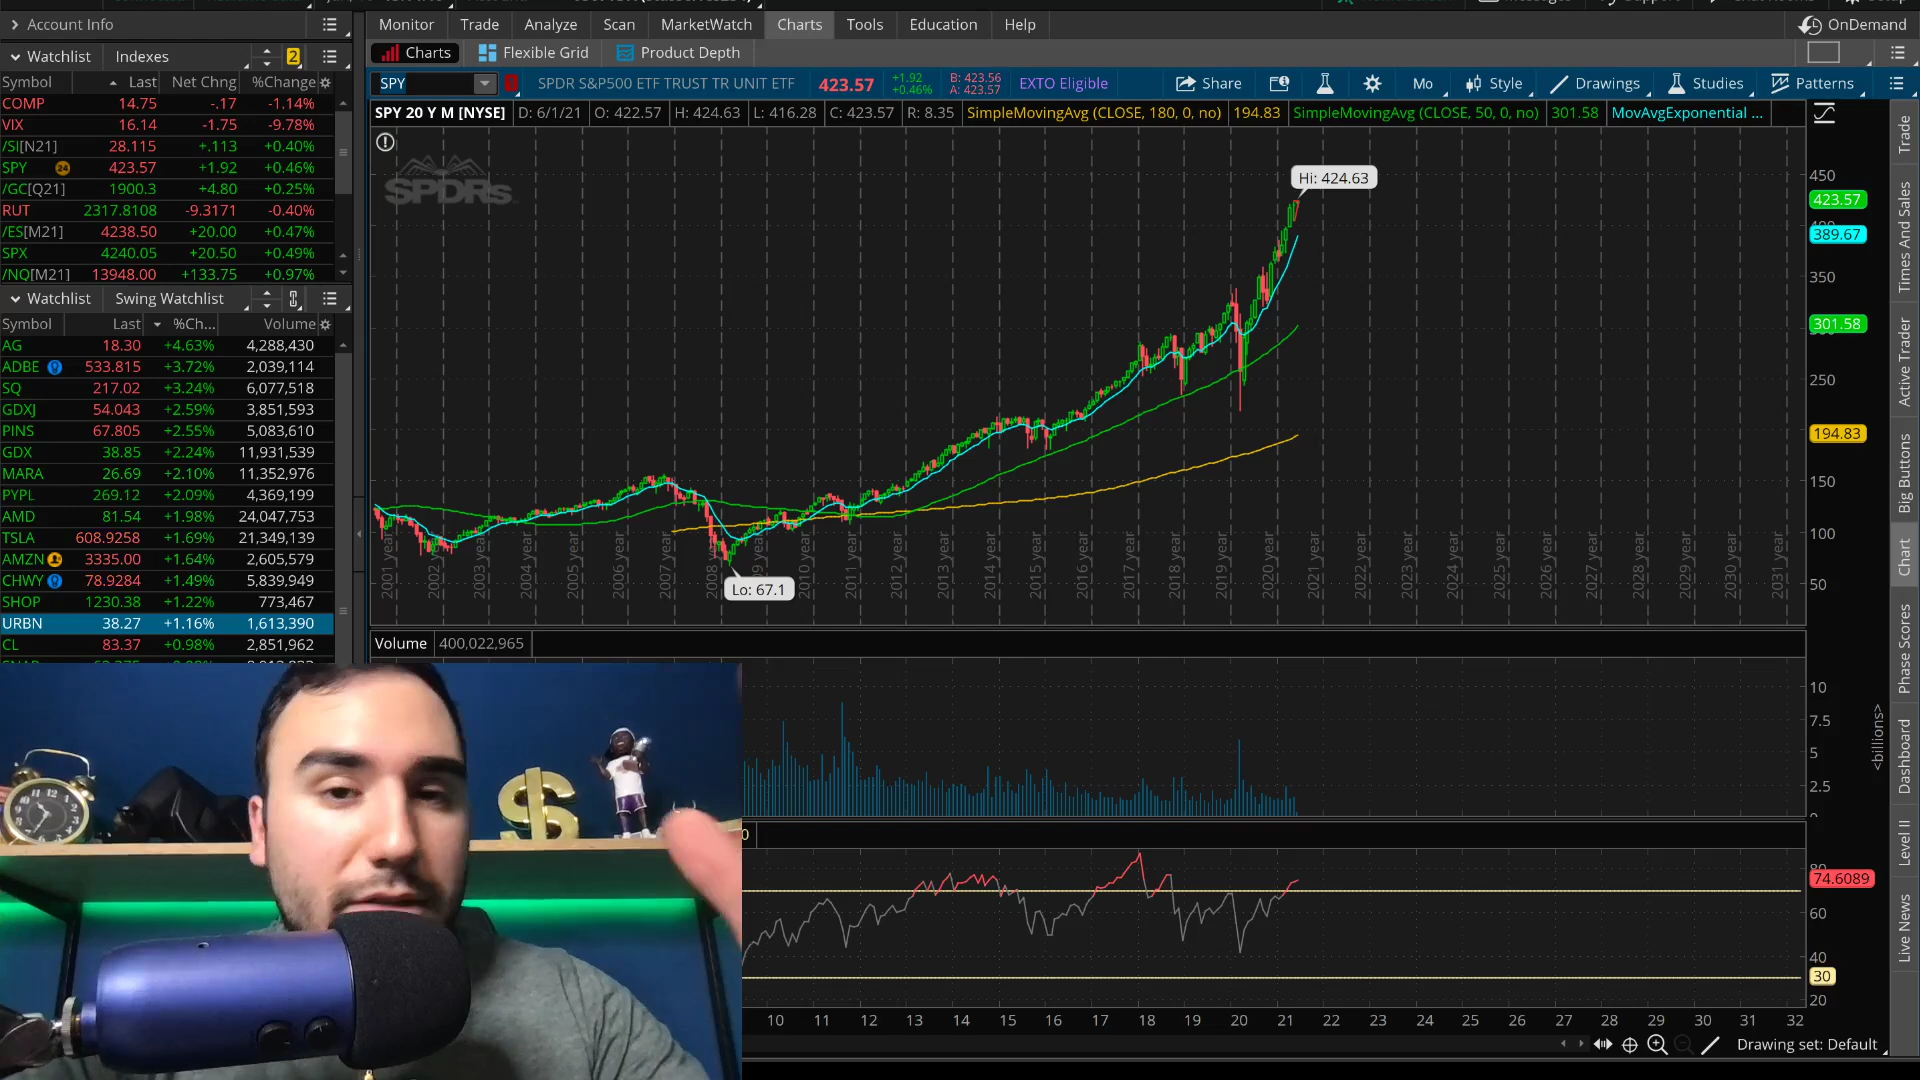 Account Info
Monitor Trade Analyze Scan MarketWatch Charts Tools Education Help OnDemand
Watchlist Indexes 2
Charts Flexible Grid Product Depth
Symbol Last Net Chng %Change
SPY SPDR S&P500 ETF TRUST TR UNIT ETF 423.57 +1.92 +0.46% B: 423.56 A: 423.57 EXTO Eligible Share Mo Style Drawings Studies Patterns
COMP 14.75 -.17 -1.14%
VIX 16.14 -1.75 -9.78%
/SI[N21] 28.115 +.113 +0.40%
SPY 24 423.57 +1.92 +0.46%
/GC[Q21] 1900.3 +4.80 +0.25%
RUT 2317.8108 -9.3171 -0.40%
/ES[M21] 4238.50 +20.00 +0.47%
SPX 4240.05 +20.50 +0.49%
/NQ[M21] 13948.00 +133.75 +0.97%
SPY 20 Y M [NYSE] D: 6/1/21 O: 422.57 H: 424.63 L: 416.28 C: 423.57 R: 8.35 SimpleMovingAvg (CLOSE, 180, 0, no) 194.83 SimpleMovingAvg (CLOSE, 50, 0, no) 301.58 MovAvgExponential ...
SPDRs
Hi: 424.63
Lo: 67.1
450
423.57
389.67
350
301.58
250
194.83
150
100
50
2001 year 2002 year 2003 year 2004 year 2005 year 2006 year 2007 year 2008 year 2010 year 2011 year 2012 year 2013 year 2014 year 2015 year 2016 year 2017 year 2018 year 2019 year 2020 year 2021 year 2022 year 2023 year 2024 year 2025 year 2026 year 2027 year 2028 year 2029 year 2030 year 2031 year
Watchlist Swing Watchlist
Symbol Last %Ch... Volume
AG 18.30 +4.63% 4,288,430
ADBE 533.815 +3.72% 2,039,114
SQ 217.02 +3.24% 6,077,518
GDXJ 54.043 +2.59% 3,851,593
PINS 67.805 +2.55% 5,083,610
GDX 38.85 +2.24% 11,931,539
MARA 26.69 +2.10% 11,352,976
PYPL 269.12 +2.09% 4,369,199
AMD 81.54 +1.98% 24,047,753
TSLA 608.9258 +1.69% 21,349,139
AMZN 3335.00 +1.64% 2,605,579
CHWY 78.9284 +1.49% 5,839,949
SHOP 1230.38 +1.22% 773,467
URBN 38.27 +1.16% 1,613,390
CL 83.37 +0.98% 2,851,962
Volume 400,022,965
10
7.5
5
2.5
<billions>
74.6089
60
40
30
20
10 11 12 13 14 15 16 17 18 19 20 21 22 23 24 25 26 27 28 29 30 31 32
Drawing set: Default
Trade
Times And Sales
Active Trader
Big Buttons
Chart
Phase Scores
Dashboard
Level II
Live News